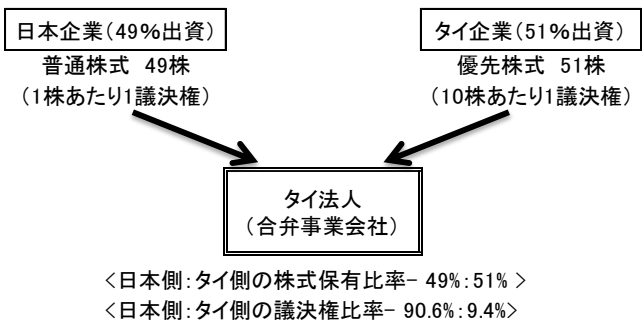 日本企業(49%出資)
タイ企業(51%出資)
普通株式 49株
優先株式 51株
(1株あたり1議決権)
(10株あたり1議決権)
タイ法人
(合弁事業会社)
<日本側:タイ側の株式保有比率- 49%:51% >
<日本側:タイ側の議決権比率- 90.6%:9.4%>